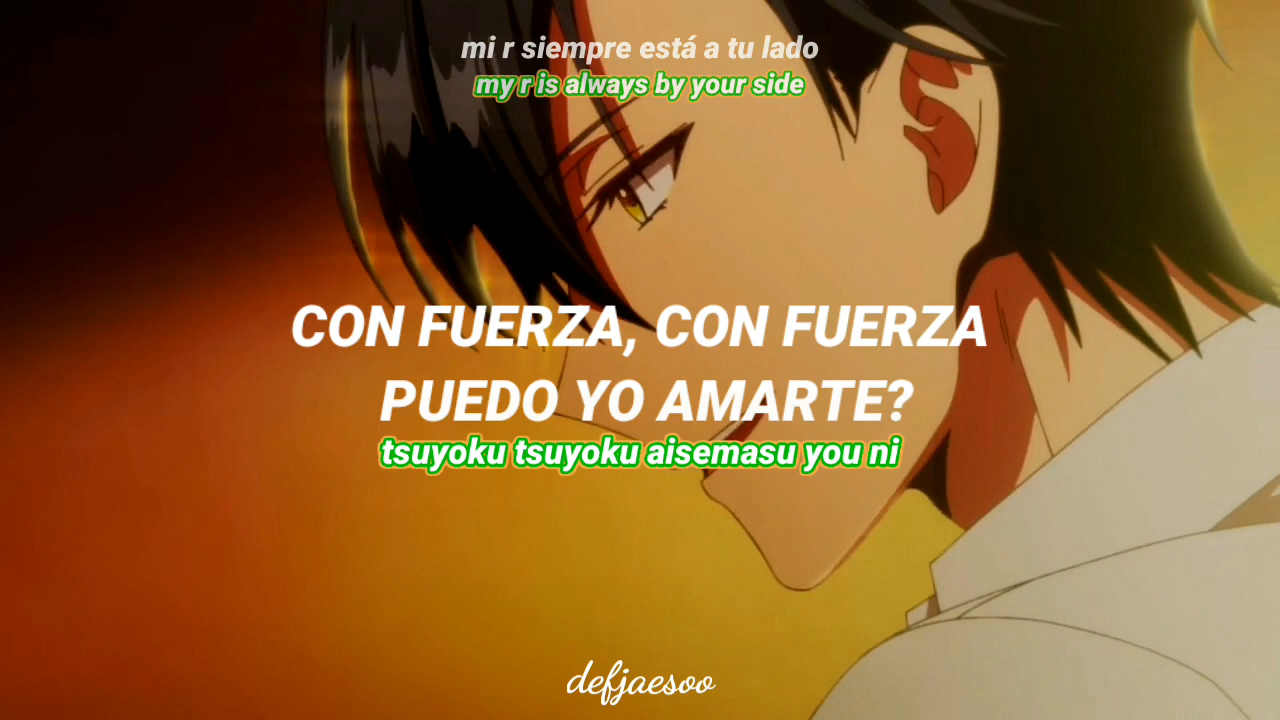 mi r siempre está a tu lado
my r is always by your side
CON FUERZA, CON FUERZA
PUEDO YO AMARTE?
tsuyoku tsuyoku aisemasu you ni
defjaesoo